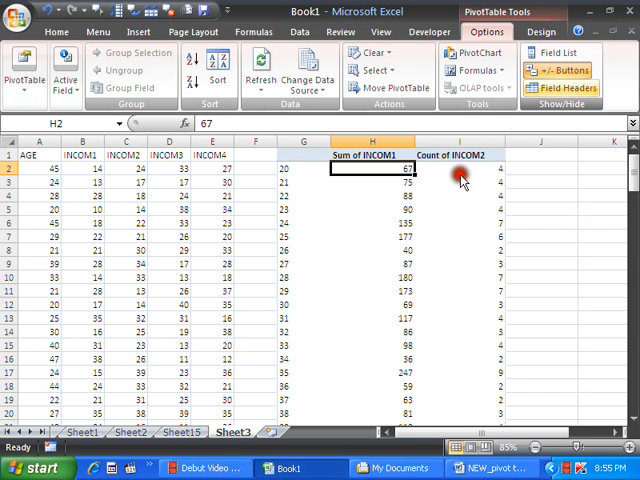 Book1 - Microsoft Excel
PivotTable Tools
Home Insert Page Layout Formulas Data Review View Developer Options Design
PivotTable
Active Field
Group Selection
Ungroup
Group Field
Group
Sort
Sort
Refresh
Change Data Source
Data
Clear
Select
Move PivotTable
Actions
PivotChart
Formulas
OLAP tools
Tools
Field List
+/- Buttons
Field Headers
Show/Hide
H2 fx 67
A B C D E F G H I J K
1 AGE INCOM1 INCOM2 INCOM3 INCOM4 Sum of INCOM1 Count of INCOM2
2 45 14 24 33 27 20 67 4
3 24 13 17 17 31 21 75 4
4 28 28 18 24 24 22 88 4
5 20 10 14 38 34 23 90 4
6 45 18 22 33 23 24 135 7
7 29 22 21 26 20 25 177 6
8 21 21 30 29 33 26 40 2
9 39 28 34 17 28 27 87 3
10 33 14 33 13 18 28 180 7
11 21 28 13 26 37 29 173 7
12 20 17 14 40 35 30 69 3
13 35 16 32 31 16 31 117 4
14 30 16 25 19 38 32 86 3
15 40 31 23 13 20 33 98 4
16 47 38 26 11 12 34 36 2
17 24 15 39 23 36 35 247 9
18 44 24 33 32 21 36 59 2
19 32 21 34 14 32 37 63 3
20 27 35 38 39 35 38 81 3
Sheet1 Sheet2 Sheet15 Sheet3
Ready 85%
start Debut Video ... Book1 My Documents NEW_pivot t... 8:55 PM